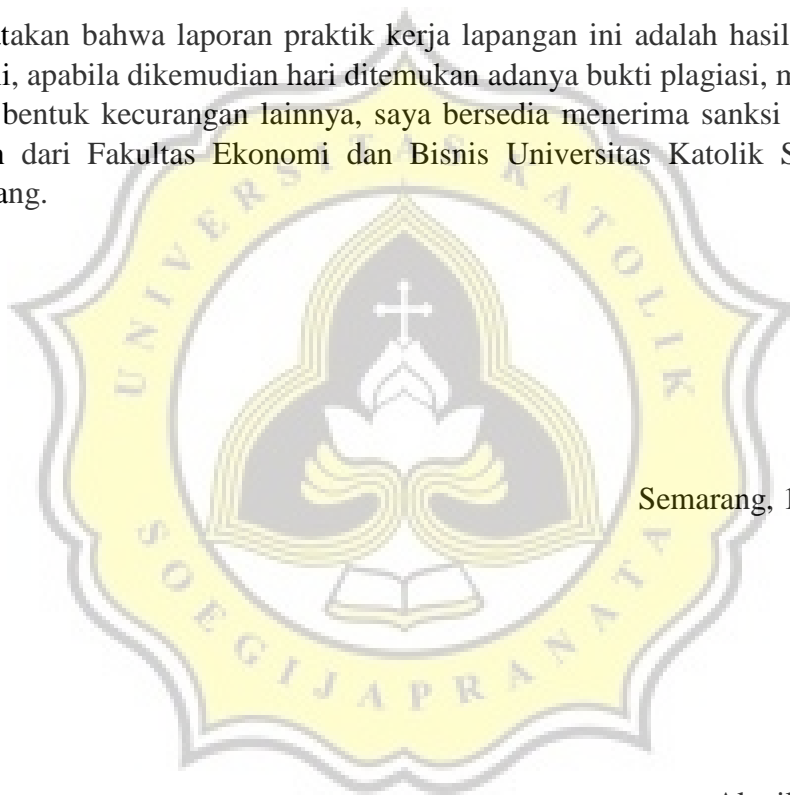 takan bahwa laporan praktik kerja lapangan ini adalah hasil
i, apabila dikemudian hari ditemukan adanya bukti plagiasi,
bentuk kecurangan lainnya, saya bersedia menerima sanksi
dari Fakultas Ekonomi dan Bisnis Universitas Katolik S
ang.
UNIVERSITAS KATOLIK
Semarang, 1
SOEGIJAPRANATA